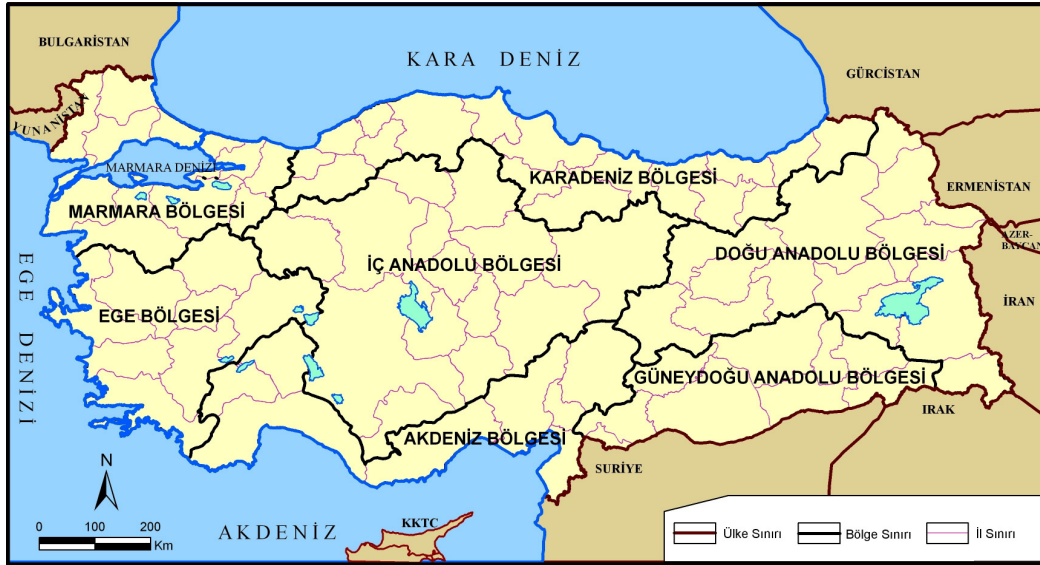 BULGARİSTAN
KARA DENİZ
GÜRCİSTAN
YUNANİSTAN
MARMARA DENİZİ
KARADENİZ BÖLGESİ
ERMENİSTAN
MARMARA BÖLGESİ
AZER-
BAYCAN
DOĞU ANADOLU BÖLGESİ
İÇ ANADOLU BÖLGESİ
EGE DENİZİ
İRAN
EGE BÖLGESİ
GÜNEYDOĞU ANADOLU BÖLGESİ
IRAK
AKDENİZ BÖLGESİ
SURİYE
N
KKTC
AKDENİZ
0 100 200
Km
Ülke Sınırı
Bölge Sınırı
İl Sınırı